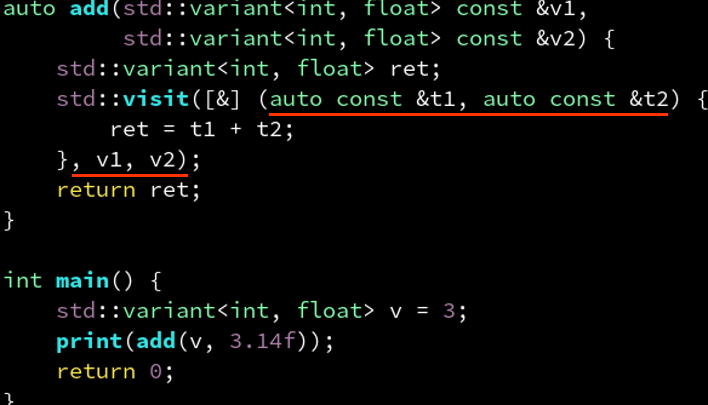 auto add(std::variant<int, float> const &v1,
         std::variant<int, float> const &v2) {
    std::variant<int, float> ret;
    std::visit([&] (auto const &t1, auto const &t2) {
        ret = t1 + t2;
    }, v1, v2);
    return ret;
}

int main() {
    std::variant<int, float> v = 3;
    print(add(v, 3.14f));
    return 0;
}